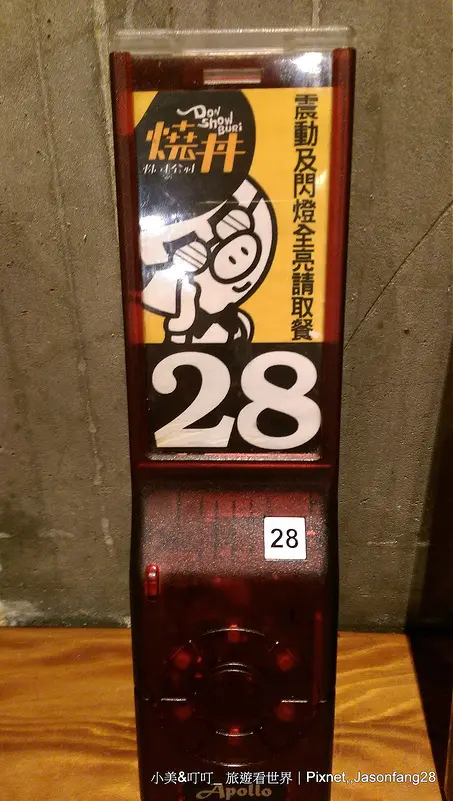 Don
Show
BURi
燒丼
震動及閃燈全亮請取餐
28
28
Apollo
小美&叮叮_ 旅遊看世界｜Pixnet,,Jasonfang28